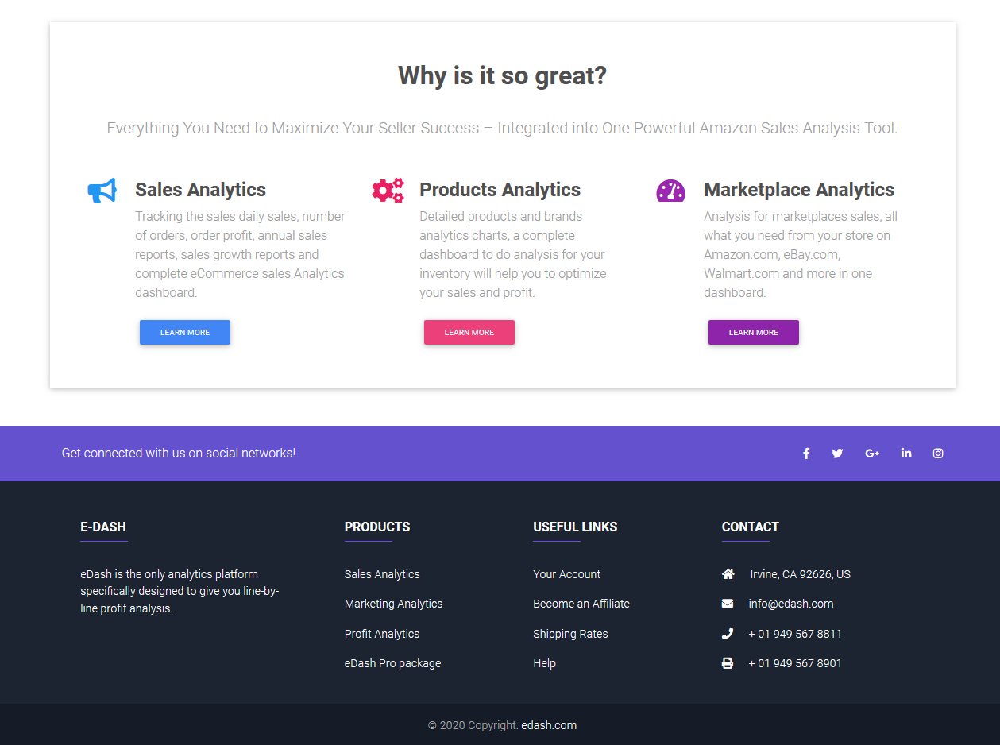 Why is it so great?
Everything You Need to Maximize Your Seller Success – Integrated into One Powerful Amazon Sales Analysis Tool.
Sales Analytics
Tracking the sales daily sales, number
of orders, order profit, annual sales
reports, sales growth reports and
complete eCommerce sales Analytics
dashboard.
LEARN MORE
Products Analytics
Detailed products and brands
analytics charts, a complete
dashboard to do analysis for your
inventory will help you to optimize
your sales and profit.
LEARN MORE
Marketplace Analytics
Analysis for marketplaces sales, all
what you need from your store on
Amazon.com, eBay.com,
Walmart.com and more in one
dashboard.
LEARN MORE
Get connected with us on social networks!
E-DASH
eDash is the only analytics platform
specifically designed to give you line-by-
line profit analysis.
PRODUCTS
Sales Analytics
Marketing Analytics
Profit Analytics
eDash Pro package
USEFUL LINKS
Your Account
Become an Affiliate
Shipping Rates
Help
CONTACT
Irvine, CA 92626, US
info@edash.com
+ 01 949 567 8811
+ 01 949 567 8901
© 2020 Copyright: edash.com